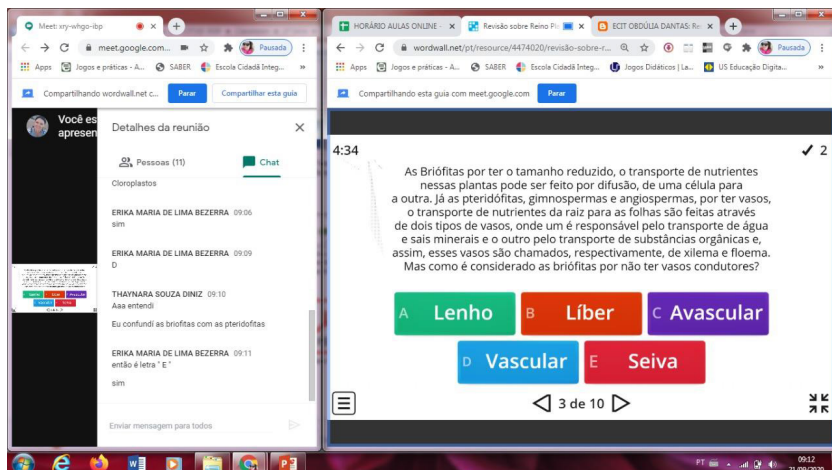 Meet: xry-whgo-ibp
meet.google.com...
Pausada
Apps
Jogos e práticas - A...
SABER
Escola Cidadã Integ...
Compartilhando wordwall.net c...
Parar
Compartilhar esta guia
Você es
apresen
Detalhes da reunião
Pessoas (11)
Chat
Cloroplastos
ERIKA MARIA DE LIMA BEZERRA 09:06
sim
ERIKA MARIA DE LIMA BEZERRA 09:09
D
THAYNARA SOUZA DINIZ 09:10
Aaa entendi
Eu confundí as briofitas com as pteridofitas
ERIKA MARIA DE LIMA BEZERRA 09:11
então é letra " E "
sim
Enviar mensagem para todos
HORÁRIO AULAS ONLINE -
Revisão sobre Reino Pla
ECIT OBDÚLIA DANTAS: Re
wordwall.net/pt/resource/4474020/revisão-sobre-r...
Pausada
Apps
Jogos e práticas - A...
SABER
Escola Cidadã Integ...
Jogos Didáticos | La...
US Educação Digita...
Compartilhando esta guia com meet.google.com
Parar
4:34
2
As Briófitas por ter o tamanho reduzido, o transporte de nutrientes
nessas plantas pode ser feito por difusão, de uma célula para
a outra. Já as pteridófitas, gimnospermas e angiospermas, por ter vasos,
o transporte de nutrientes da raiz para as folhas são feitas através
de dois tipos de vasos, onde um é responsável pelo transporte de água
e sais minerais e o outro pelo transporte de substâncias orgânicas e,
assim, esses vasos são chamados, respectivamente, de xilema e floema.
Mas como é considerado as briófitas por não ter vasos condutores?
A Lenho
B Líber
C Avascular
D Vascular
E Seiva
3 de 10
PT
09:12
21/09/2020